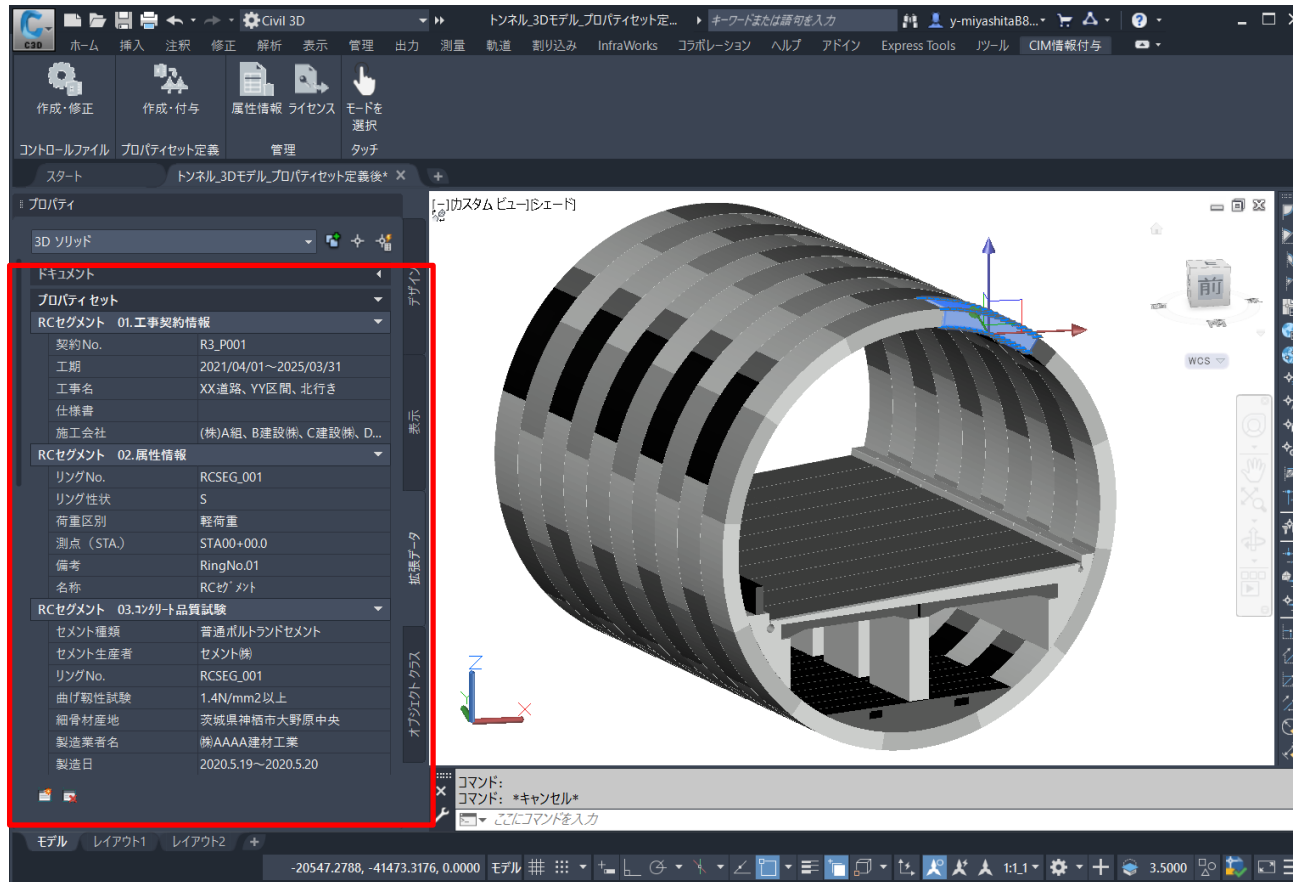 C3D
Civil 3D
トンネル_3Dモデル_プロパティセット定...
キーワードまたは語句を入力
y-miyashitaB8...
ホーム 挿入 注釈 修正 解析 表示 管理 出力 測量 軌道 割り込み InfraWorks コラボレーション ヘルプ アドイン Express Tools Jツール CIM情報付与
作成・修正 作成・付与 属性情報 ライセンス モードを
選択
コントロールファイル プロパティセット定義 管理 タッチ
スタート トンネル_3Dモデル_プロパティセット定義後*
プロパティ
3D ソリッド
ドキュメント
プロパティ セット
RCセグメント 01.工事契約情報
契約No. R3_P001
工期 2021/04/01～2025/03/31
工事名 XX道路、YY区間、北行き
仕様書
施工会社 (株)A組、B建設㈱、C建設㈱、D...
RCセグメント 02.属性情報
リングNo. RCSEG_001
リング性状 S
荷重区別 軽荷重
測点（STA.） STA00+00.0
備考 RingNo.01
名称 RCｾｸﾞﾒﾝﾄ
RCセグメント 03.ｺﾝｸﾘｰﾄ品質試験
セメント種類 普通ポルトランドセメント
セメント生産者 セメント㈱
リングNo. RCSEG_001
曲げ靱性試験 1.4N/mm2以上
細骨材産地 茨城県神栖市大野原中央
製造業者名 ㈱AAAA建材工業
製造日 2020.5.19～2020.5.20
デザイン
表示
拡張データ
オブジェクト クラス
[−][カスタム ビュー][シェード]
前
WCS
Z
Y
X
コマンド:
コマンド: *キャンセル*
ここにコマンドを入力
モデル レイアウト1 レイアウト2
-20547.2788, -41473.3176, 0.0000 モデル 1:1_1 3.5000